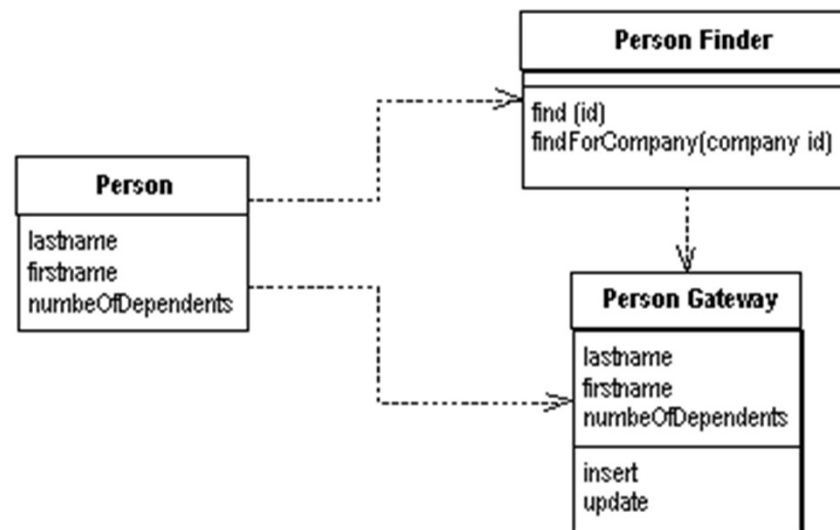 Person Finder
find (id)
findForCompany(company id)
Person
lastname
firstname
numbeOfDependents
Person Gateway
lastname
firstname
numbeOfDependents
insert
update